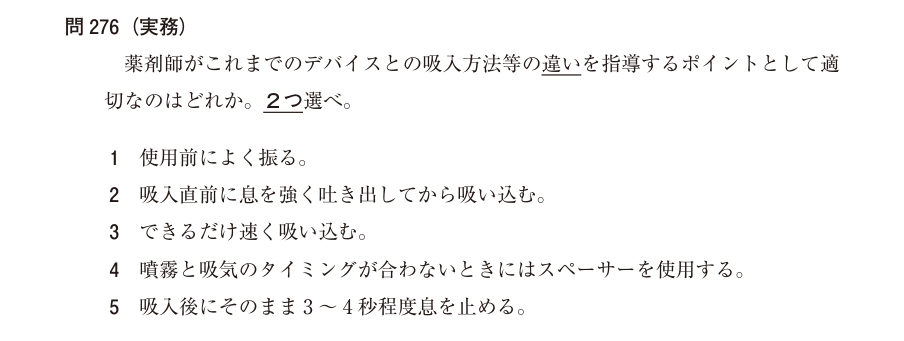 問 276（実務）
薬剤師がこれまでのデバイスとの吸入方法等の違いを指導するポイントとして適
切なのはどれか。２つ選べ。
1 使用前によく振る。
2 吸入直前に息を強く吐き出してから吸い込む。
3 できるだけ速く吸い込む。
4 噴霧と吸気のタイミングが合わないときにはスペーサーを使用する。
5 吸入後にそのまま３〜４秒程度息を止める。